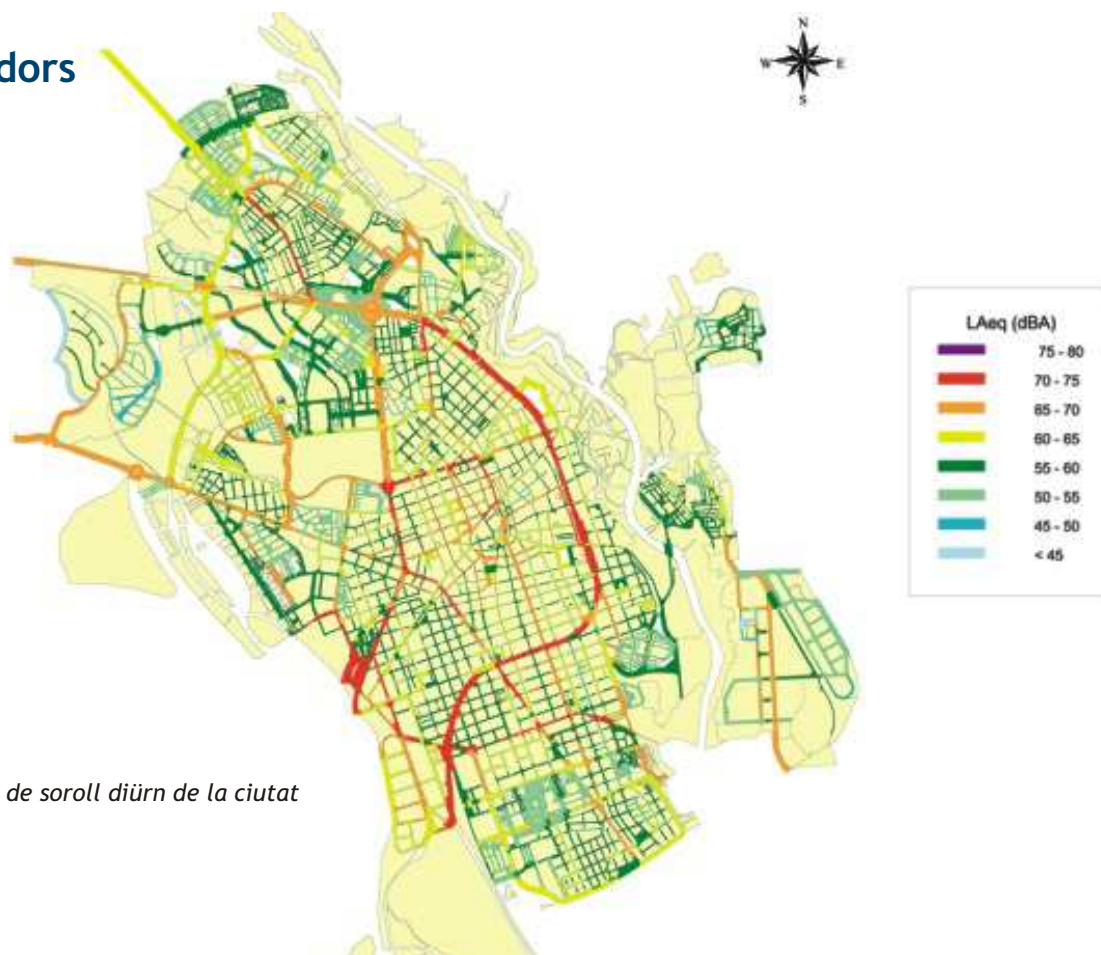 dors
N
W E
S
LAeq (dBA)
75 - 80
70 - 75
65 - 70
60 - 65
55 - 60
50 - 55
45 - 50
< 45
de soroll diürn de la ciutat